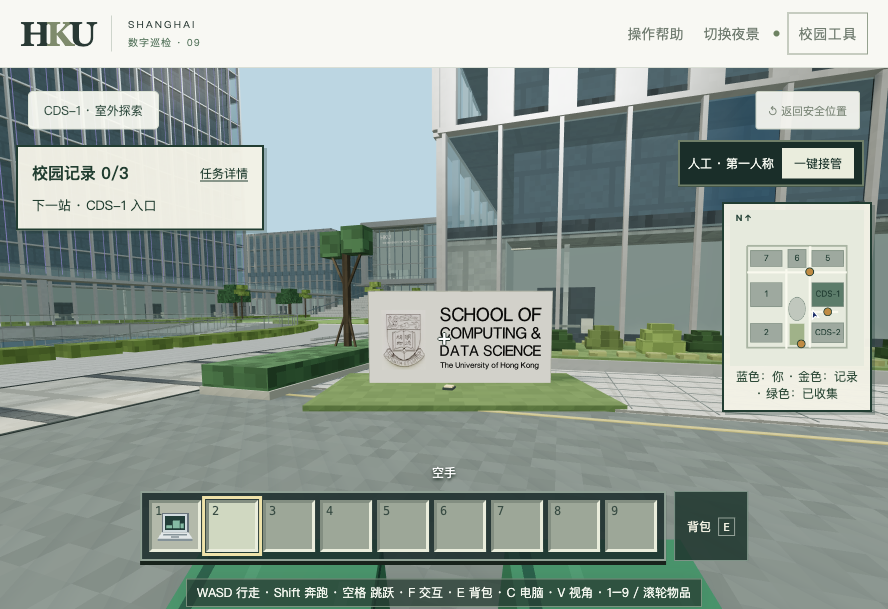 HKU
SHANGHAI
数字巡检 · 09
操作帮助
切换夜景
校园工具
CDS-1 · 室外探索
返回安全位置
校园记录 0/3
任务详情
下一站 · CDS-1 入口
人工 · 第一人称
一键接管
N↑
7
6
5
1
CDS-1
2
CDS-2
蓝色：你 · 金色：记录
· 绿色：已收集
SCHOOL OF
COMPUTING &
DATA SCIENCE
The University of Hong Kong
空手
1
2
3
4
5
6
7
8
9
背包 E
WASD 行走 · Shift 奔跑 · 空格 跳跃 · F 交互 · E 背包 · C 电脑 · V 视角 · 1—9 / 滚轮物品